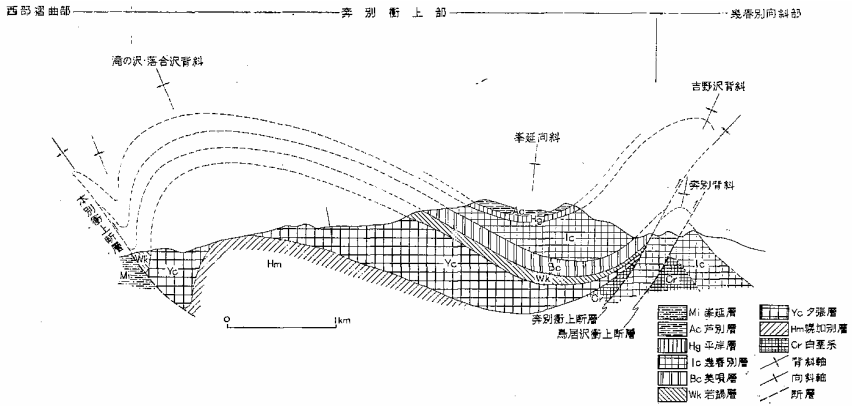 西部褶曲部
奔別衝上部
幾春別向斜部
滝の沢・落合沢背斜
吉野沢背斜
峯延向斜
奔別背斜
本別衝上断層
Wk
Mi
Yc
Hm
Yc
Ac
Hg
Ic
Bc
Wk
Cr
Cr
Ic
奔別衝上断層
鳥居沢衝上断層
0 1km
Mi 峯延層
Ac 芦別層
Hg 平岸層
Ic 幾春別層
Bc 美唄層
Wk 若鍋層
Yc 夕張層
Hm 幌加別層
Cr 白堊系
背斜軸
向斜軸
断層